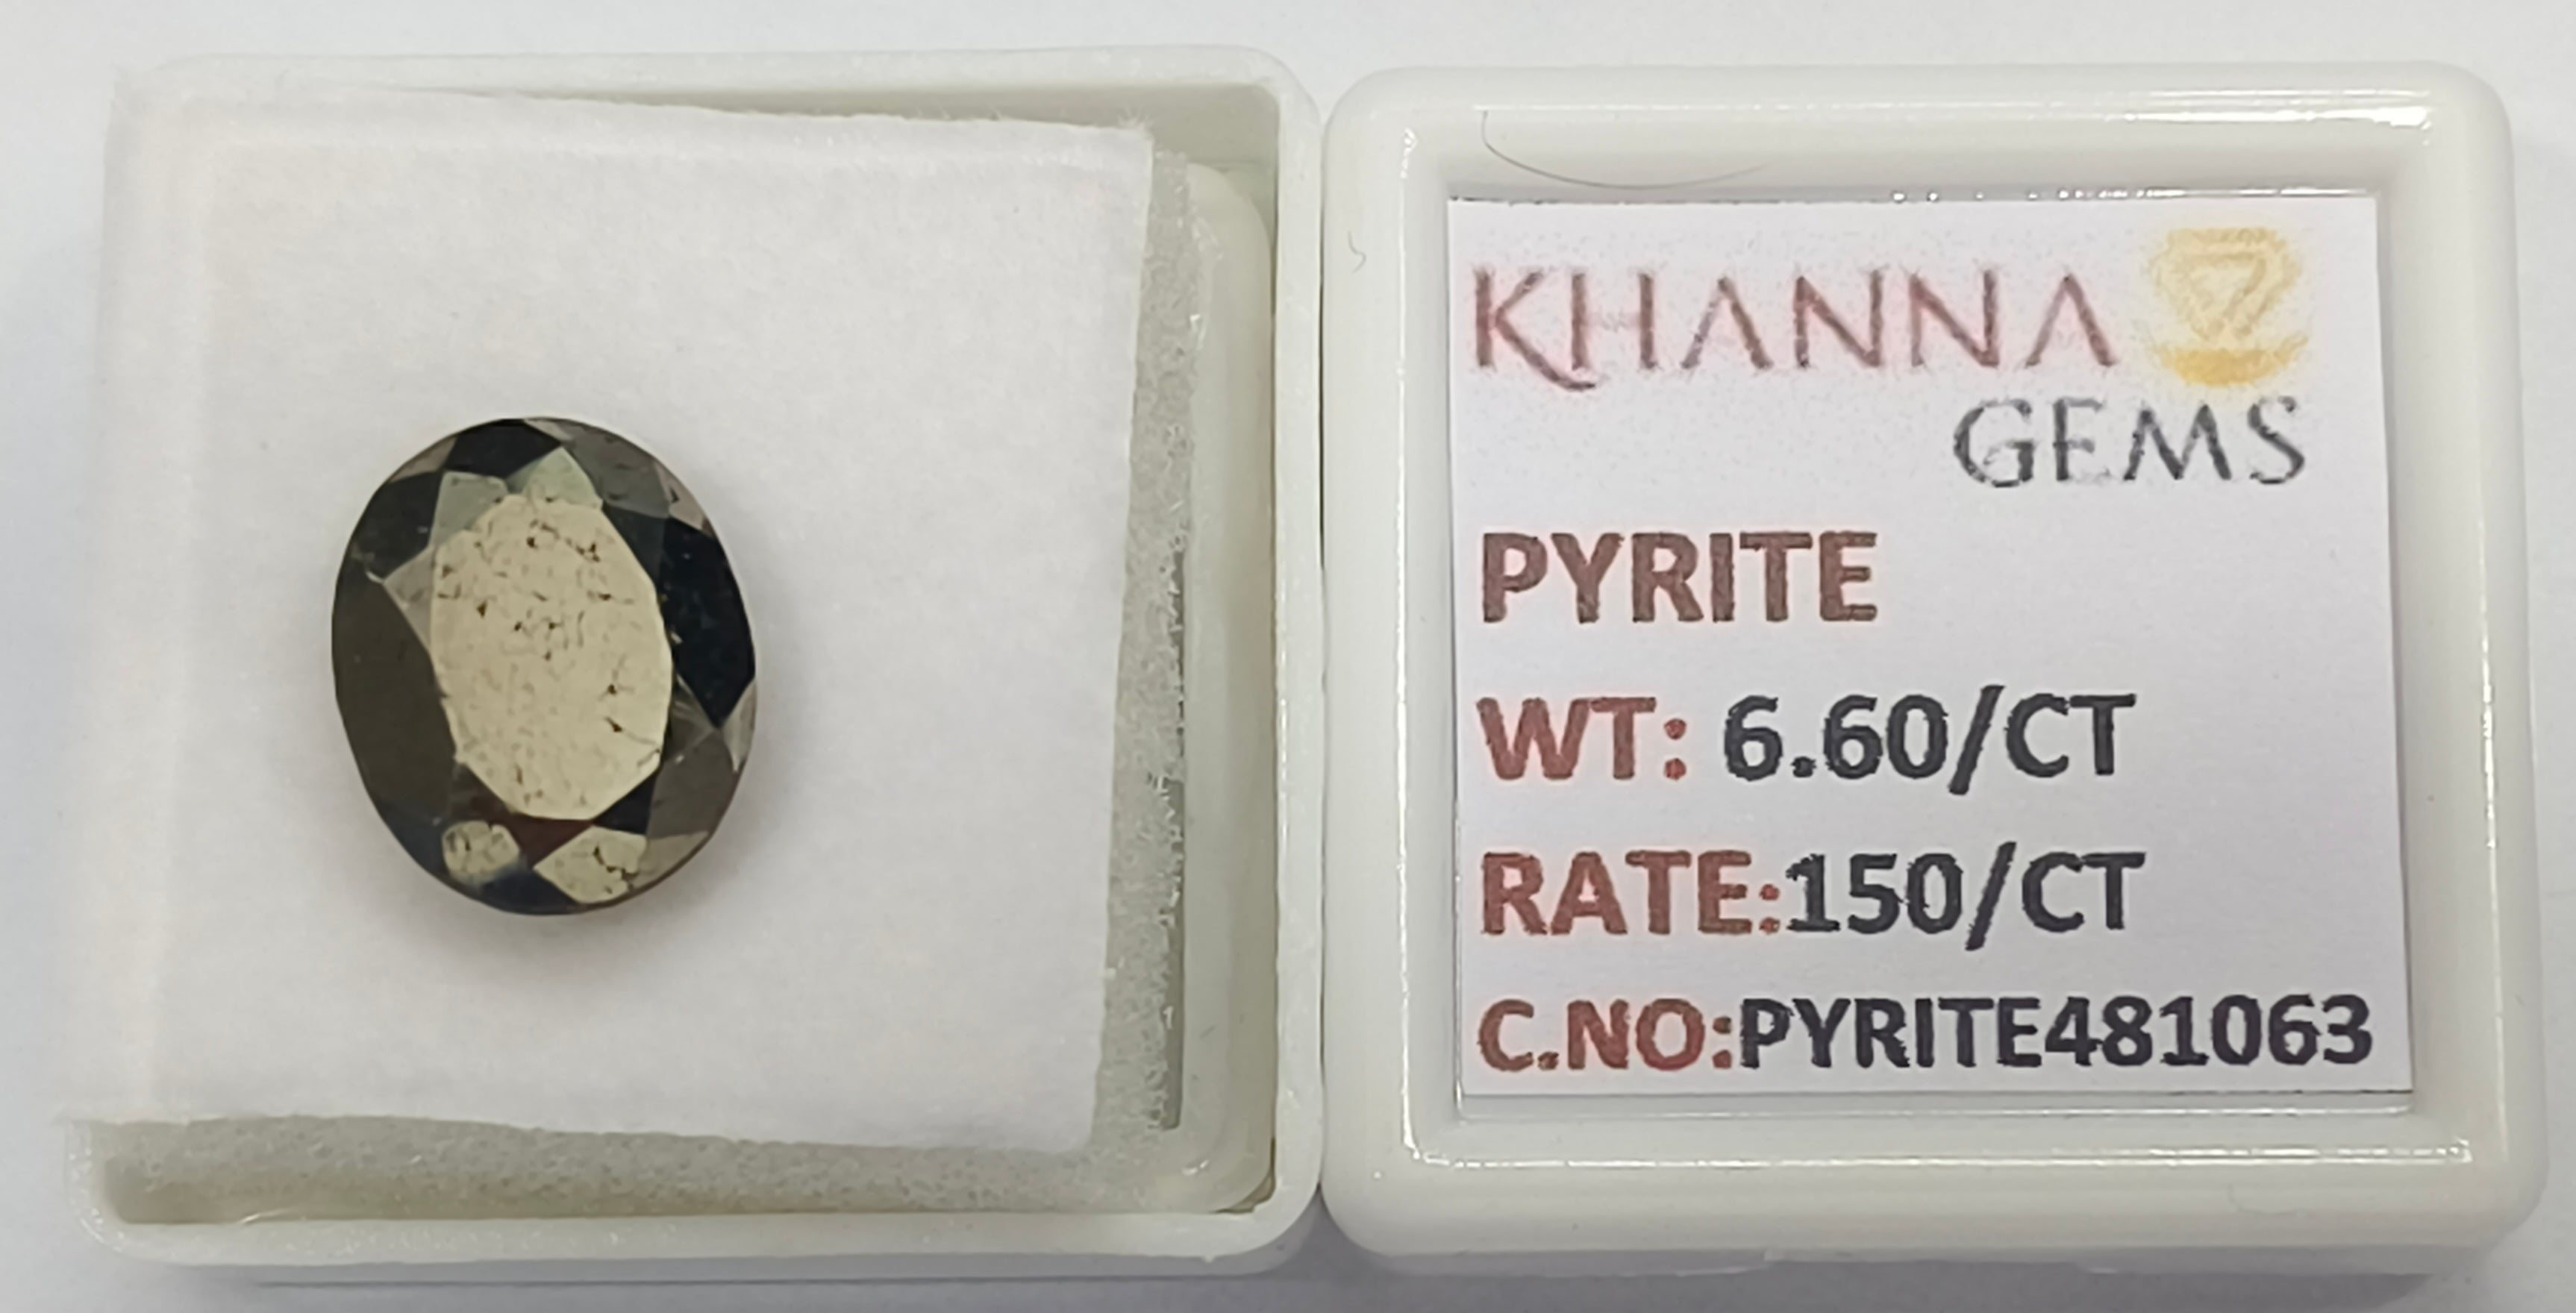 KHANNA
GEMS
PYRITE
WT: 6.60/CT
RATE:150/CT
C.NO:PYRITE481063